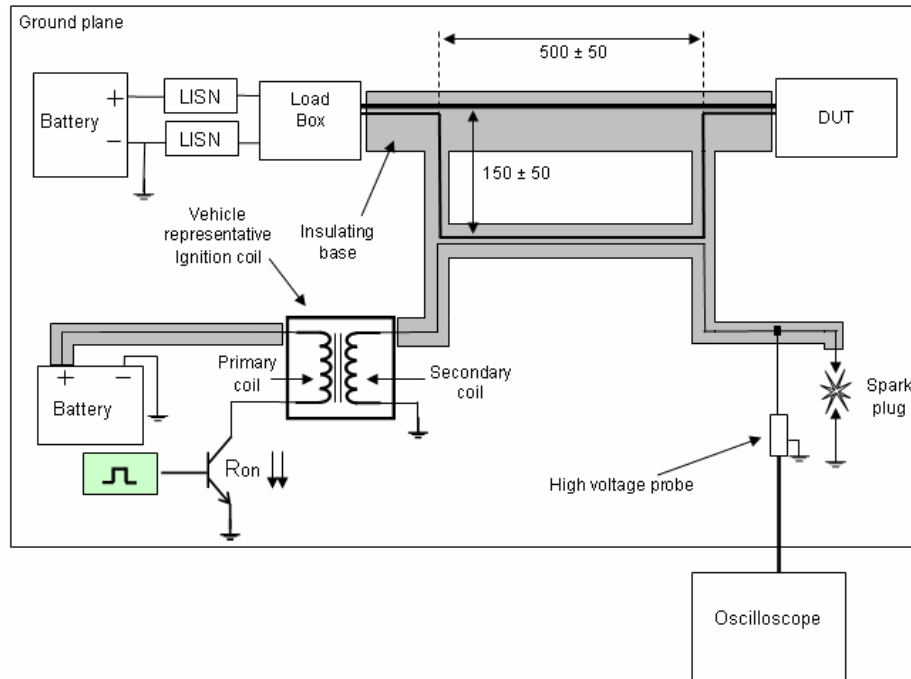 Ground plane
500 ± 50
LISN
Load
Box
+
Battery
–
LISN
DUT
150 ± 50
Insulating
base
Vehicle
representative
Ignition coil
Primary
coil
Secondary
coil
+ –
Battery
Ron
Spark
plug
High voltage probe
Oscilloscope